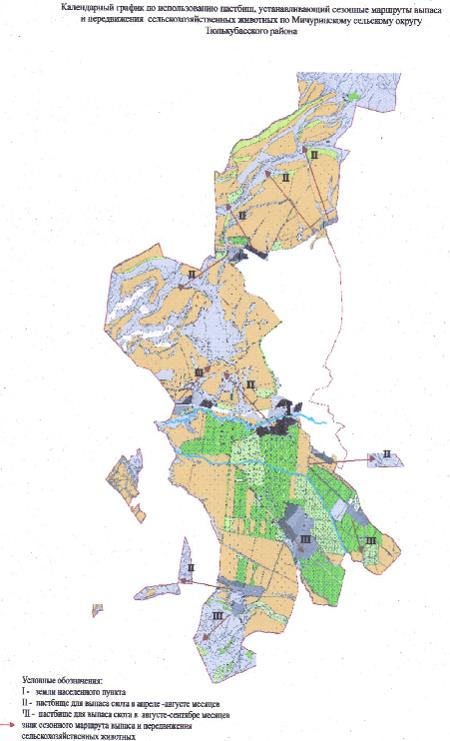 Календарный график по использованию пастбищ, устанавливающий сезонные маршруты выпаса
и передвижения сельскохозяйственных животных по Мичуринскому сельскому округу
Тюлькубасского района
II
II
II
II
III
II
I
II
III
III
II
III
Условные обозначения:
I - земли населенного пункта
II - пастбище для выпаса скота в апреле -августе месяцев
"II - пастбище для выпаса скота в августе-сентябре месяцев
знак сезонного маршрута выпаса и передвижения
сельскохозяйственных животных